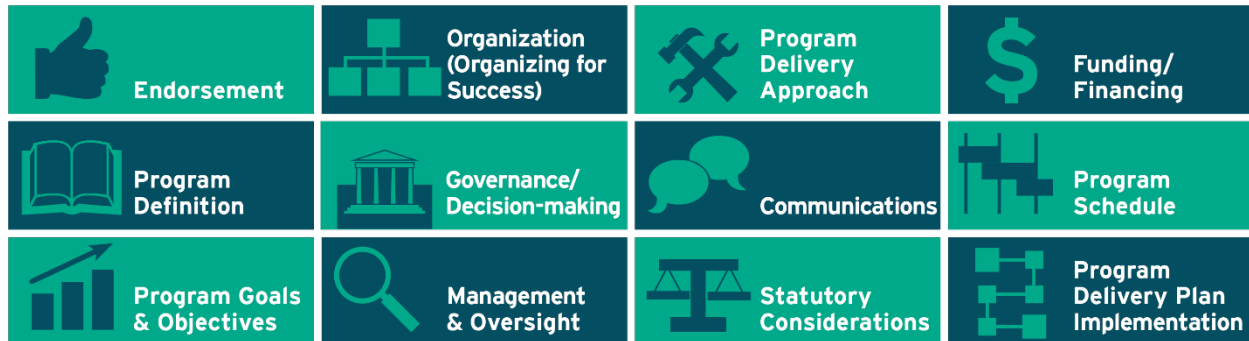 Endorsement
Organization
(Organizing for
Success)
Program
Delivery
Approach
Funding/
Financing
Program
Definition
Governance/
Decision-making
Communications
Program
Schedule
Program Goals
& Objectives
Management
& Oversight
Statutory
Considerations
Program
Delivery Plan
Implementation